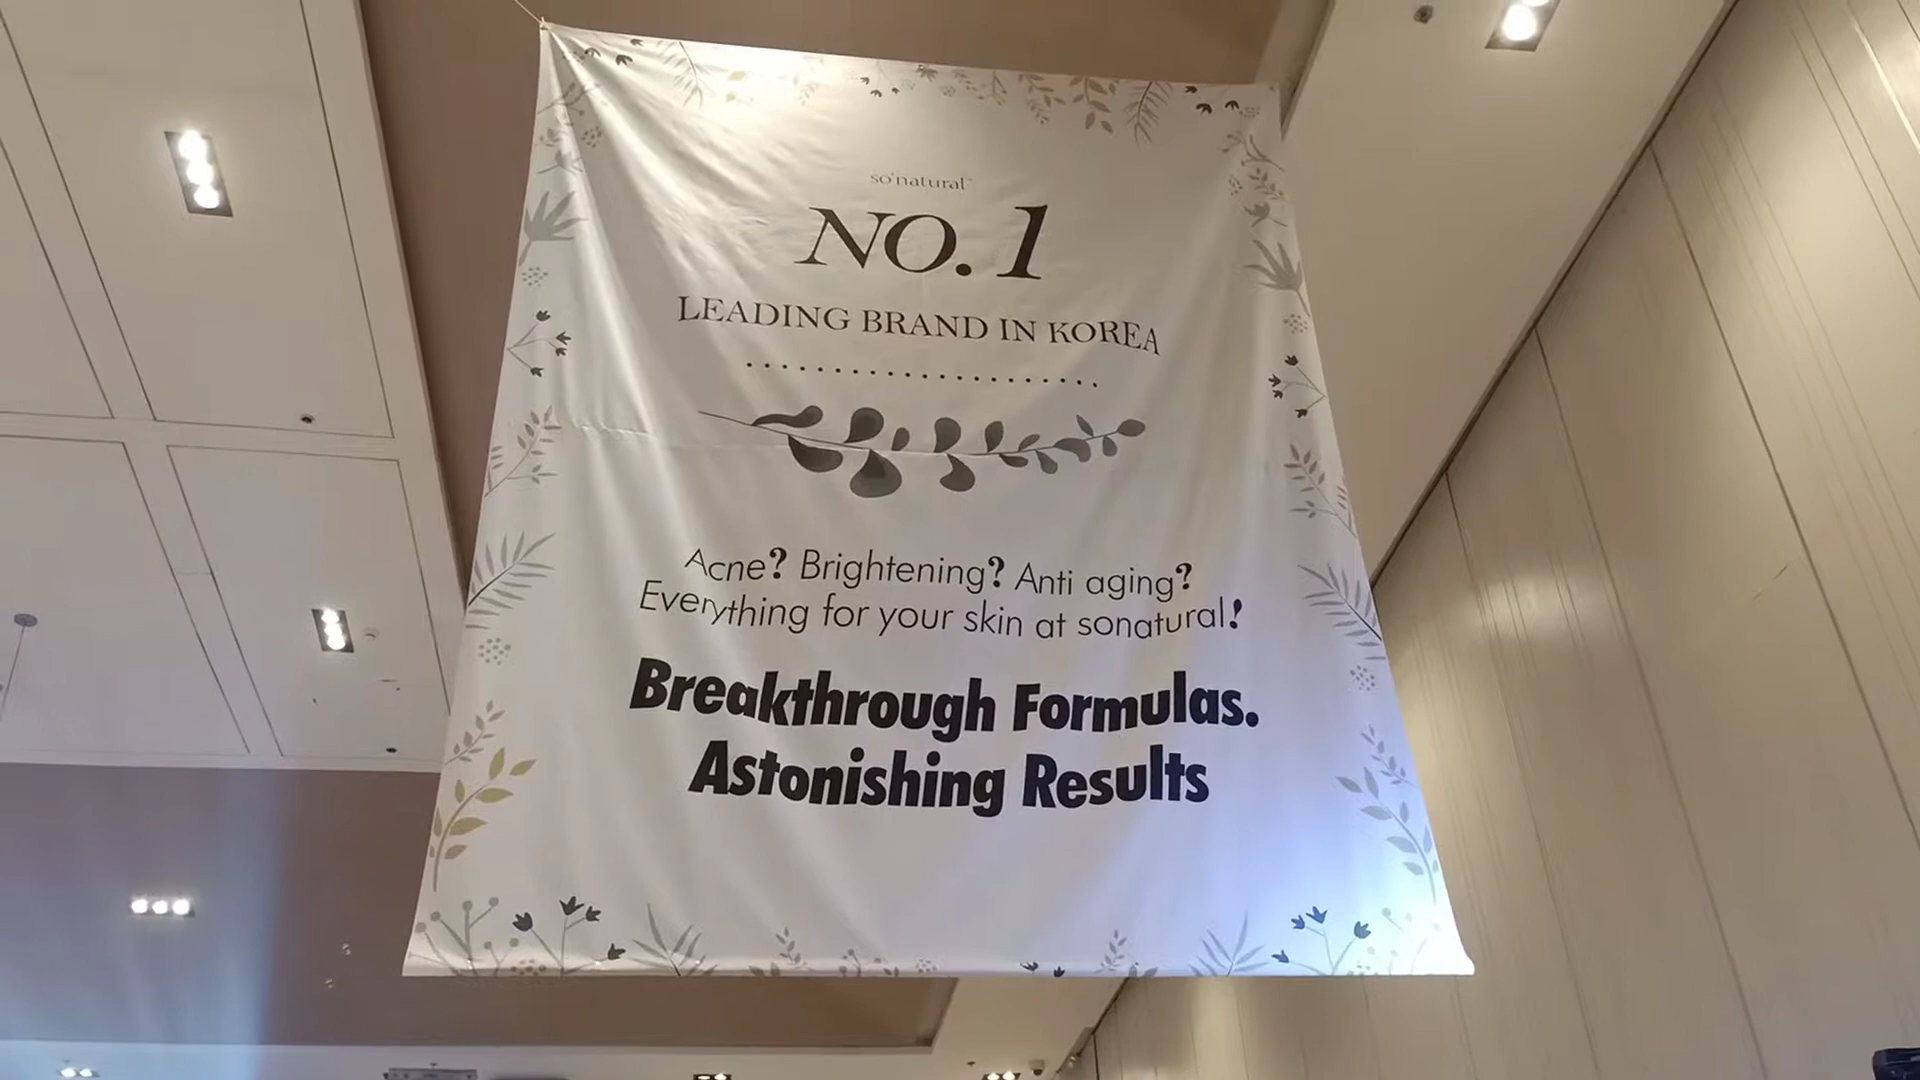 so'natural™
NO. 1
LEADING BRAND IN KOREA
Acne? Brightening? Anti aging?
Everything for your skin at sonatural!
Breakthrough Formulas.
Astonishing Results